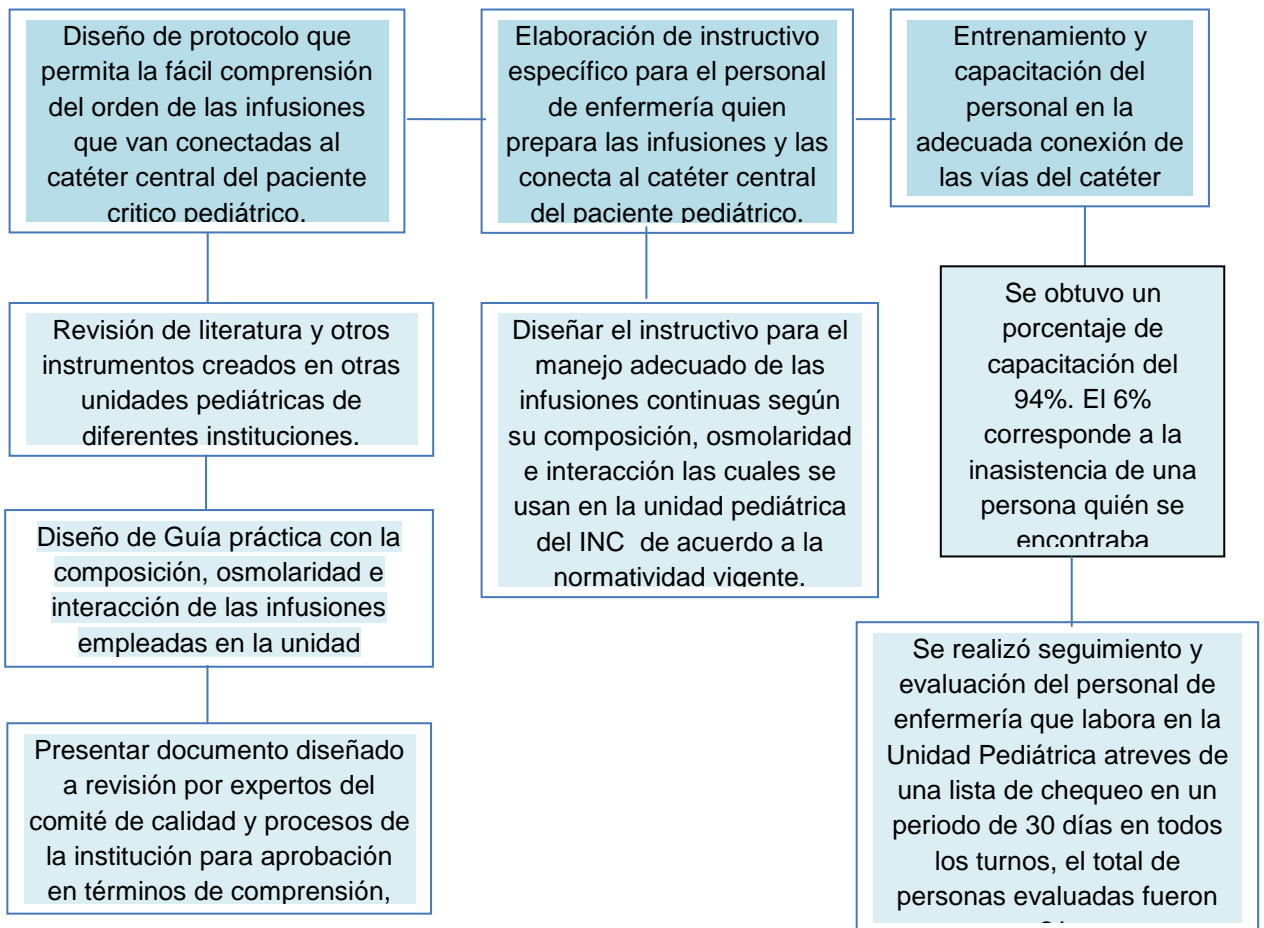 Diseño de protocolo que
permita la fácil comprensión
del orden de las infusiones
que van conectadas al
catéter central del paciente
critico pediátrico.
Elaboración de instructivo
específico para el personal
de enfermería quien
prepara las infusiones y las
conecta al catéter central
del paciente pediátrico.
Entrenamiento y
capacitación del
personal en la
adecuada conexión de
las vías del catéter
Revisión de literatura y otros
instrumentos creados en otras
unidades pediátricas de
diferentes instituciones.
Diseñar el instructivo para el
manejo adecuado de las
infusiones continuas según
su composición, osmolaridad
e interacción las cuales se
usan en la unidad pediátrica
del INC de acuerdo a la
normatividad vigente.
Se obtuvo un
porcentaje de
capacitación del
94%. El 6%
corresponde a la
inasistencia de una
persona quién se
encontraba
Diseño de Guía práctica con la
composición, osmolaridad e
interacción de las infusiones
empleadas en la unidad
Presentar documento diseñado
a revisión por expertos del
comité de calidad y procesos de
la institución para aprobación
en términos de comprensión,
Se realizó seguimiento y
evaluación del personal de
enfermería que labora en la
Unidad Pediátrica atreves de
una lista de chequeo en un
periodo de 30 días en todos
los turnos, el total de
personas evaluadas fueron